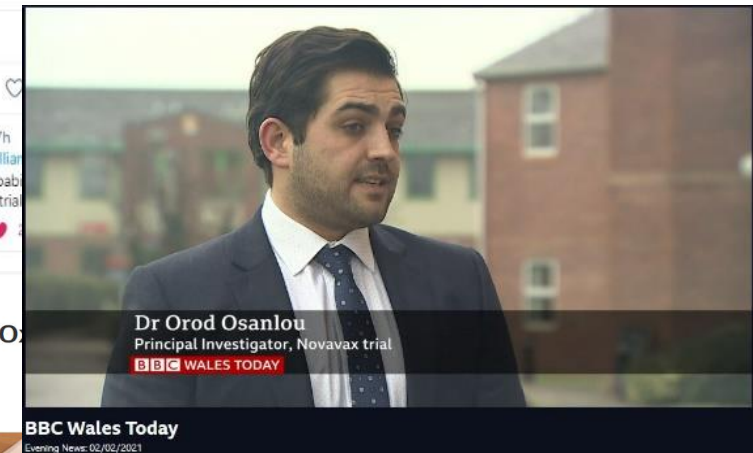 Dr Orod Osanlou
Principal Investigator, Novavax trial
BBC WALES TODAY
BBC Wales Today
Evening News: 02/02/2021